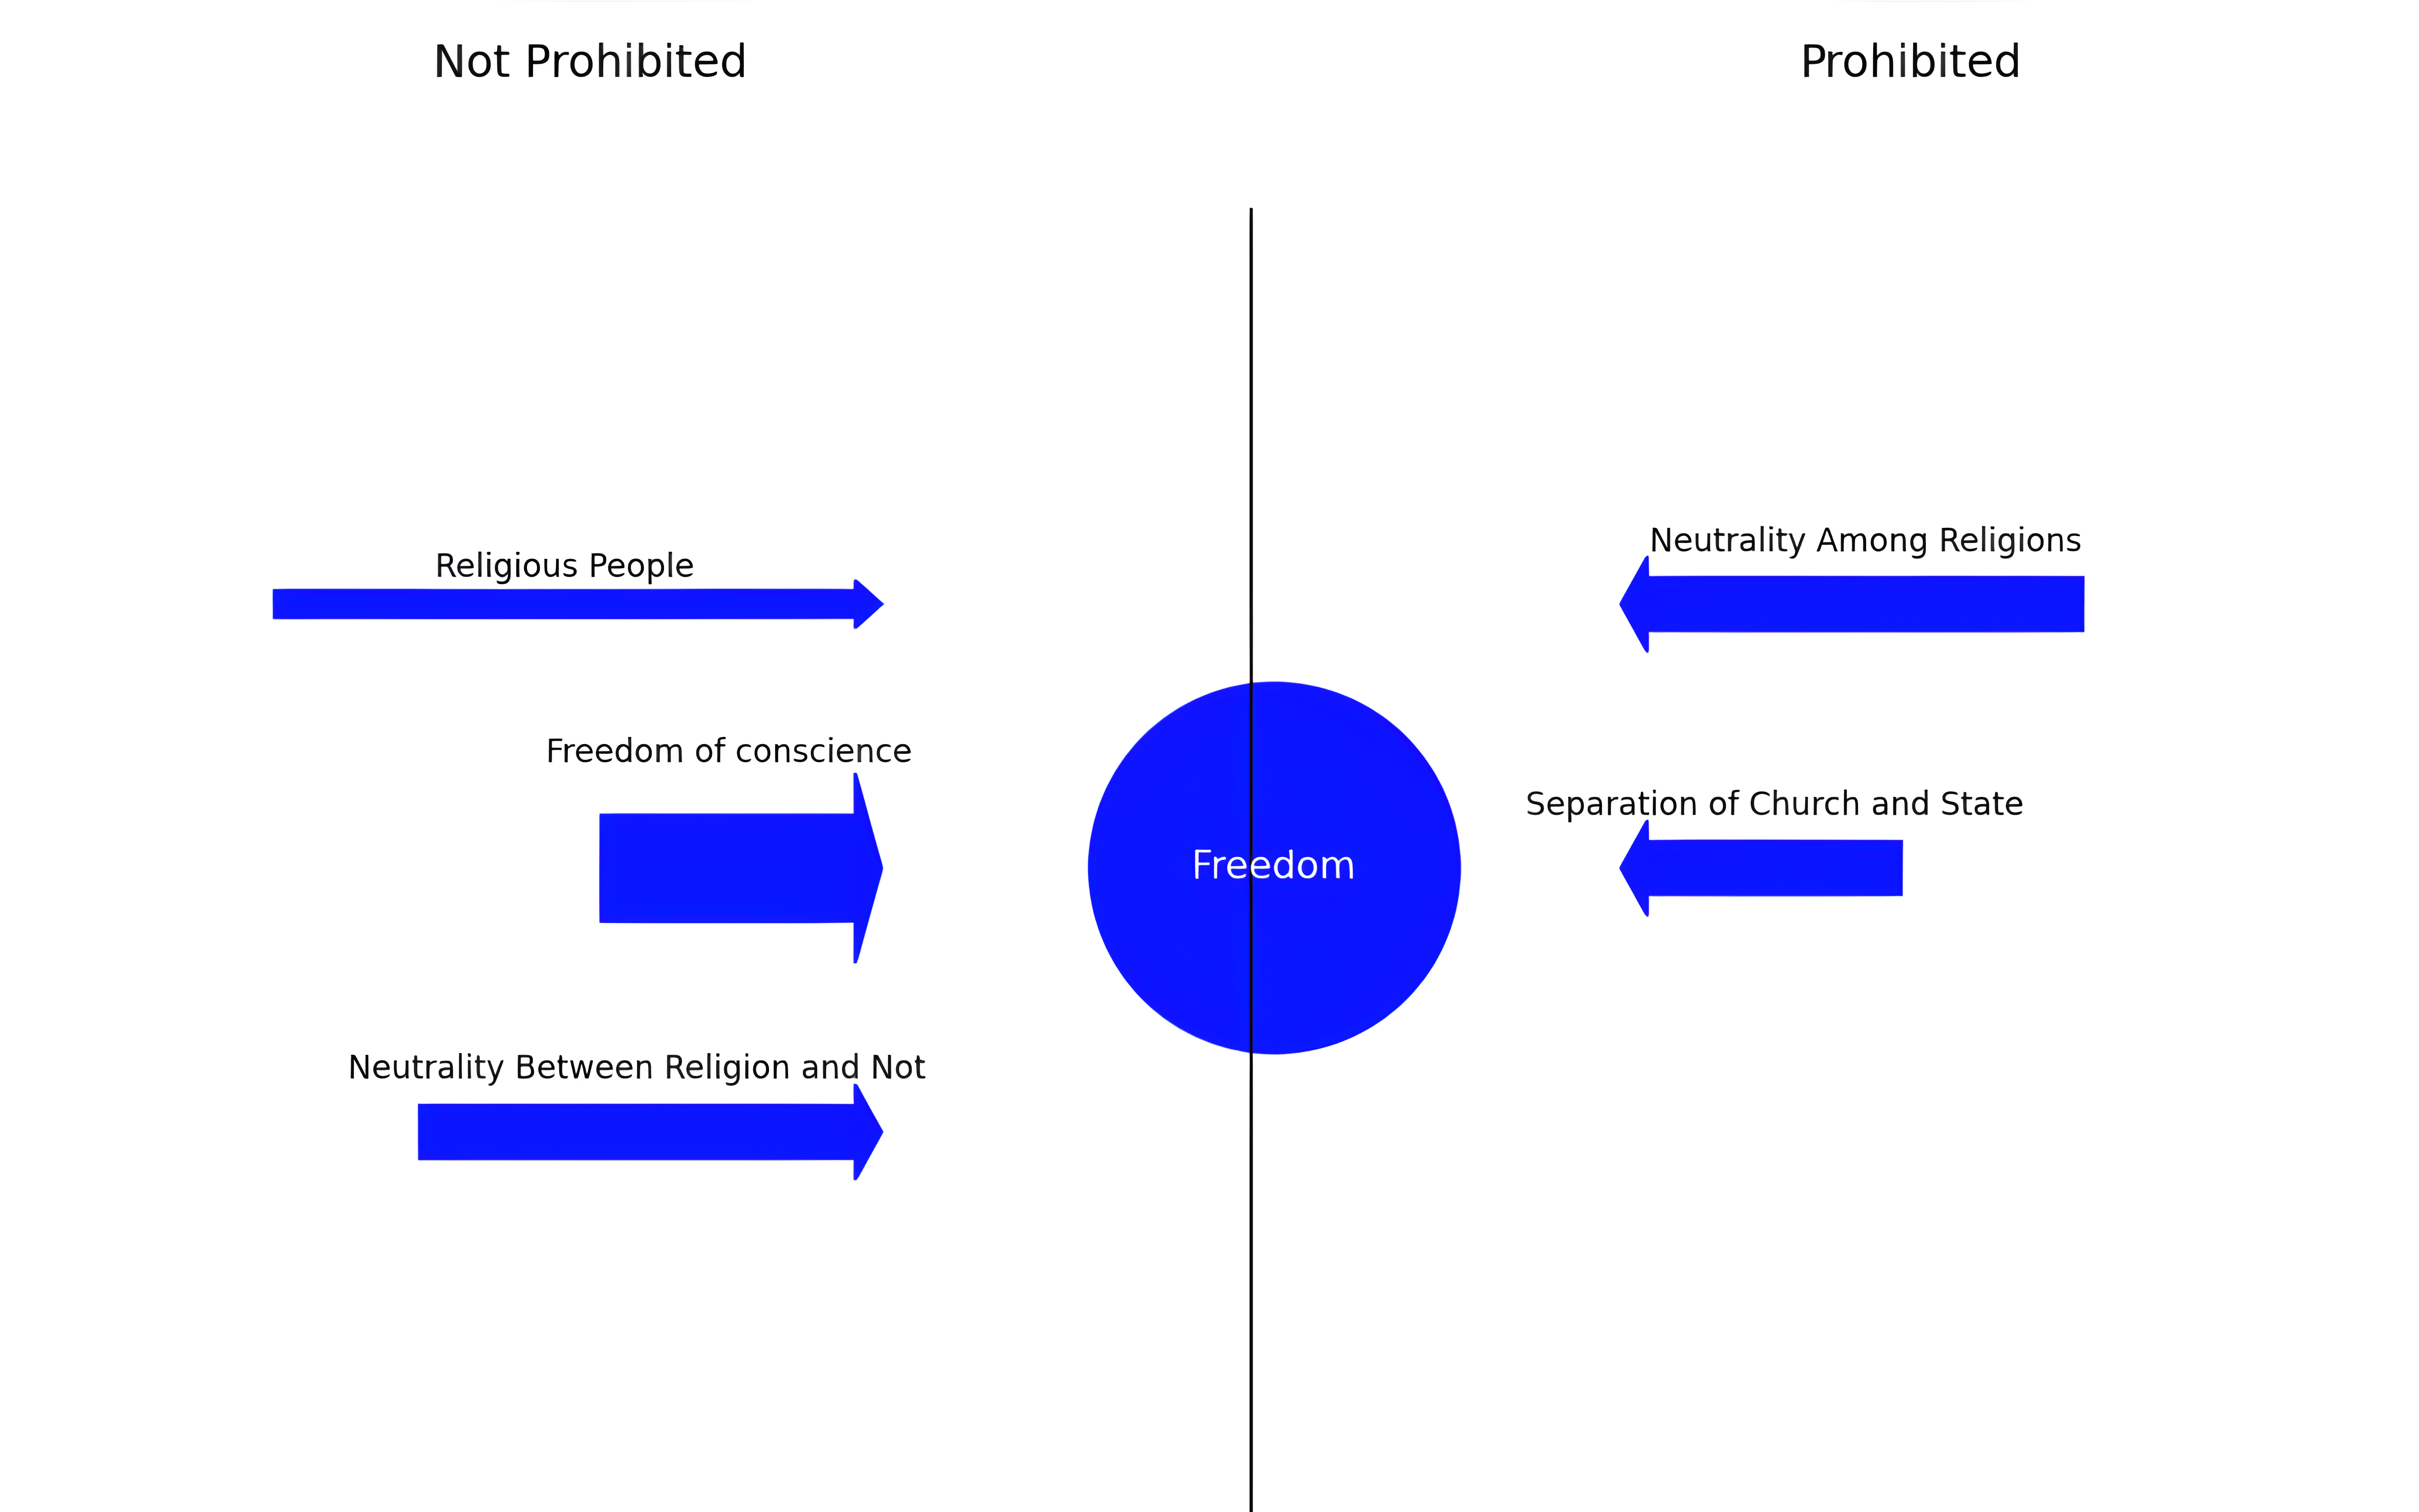 Not Prohibited
Prohibited
Religious People
Neutrality Among Religions
Freedom of conscience
Separation of Church and State
Freedom
Neutrality Between Religion and Not